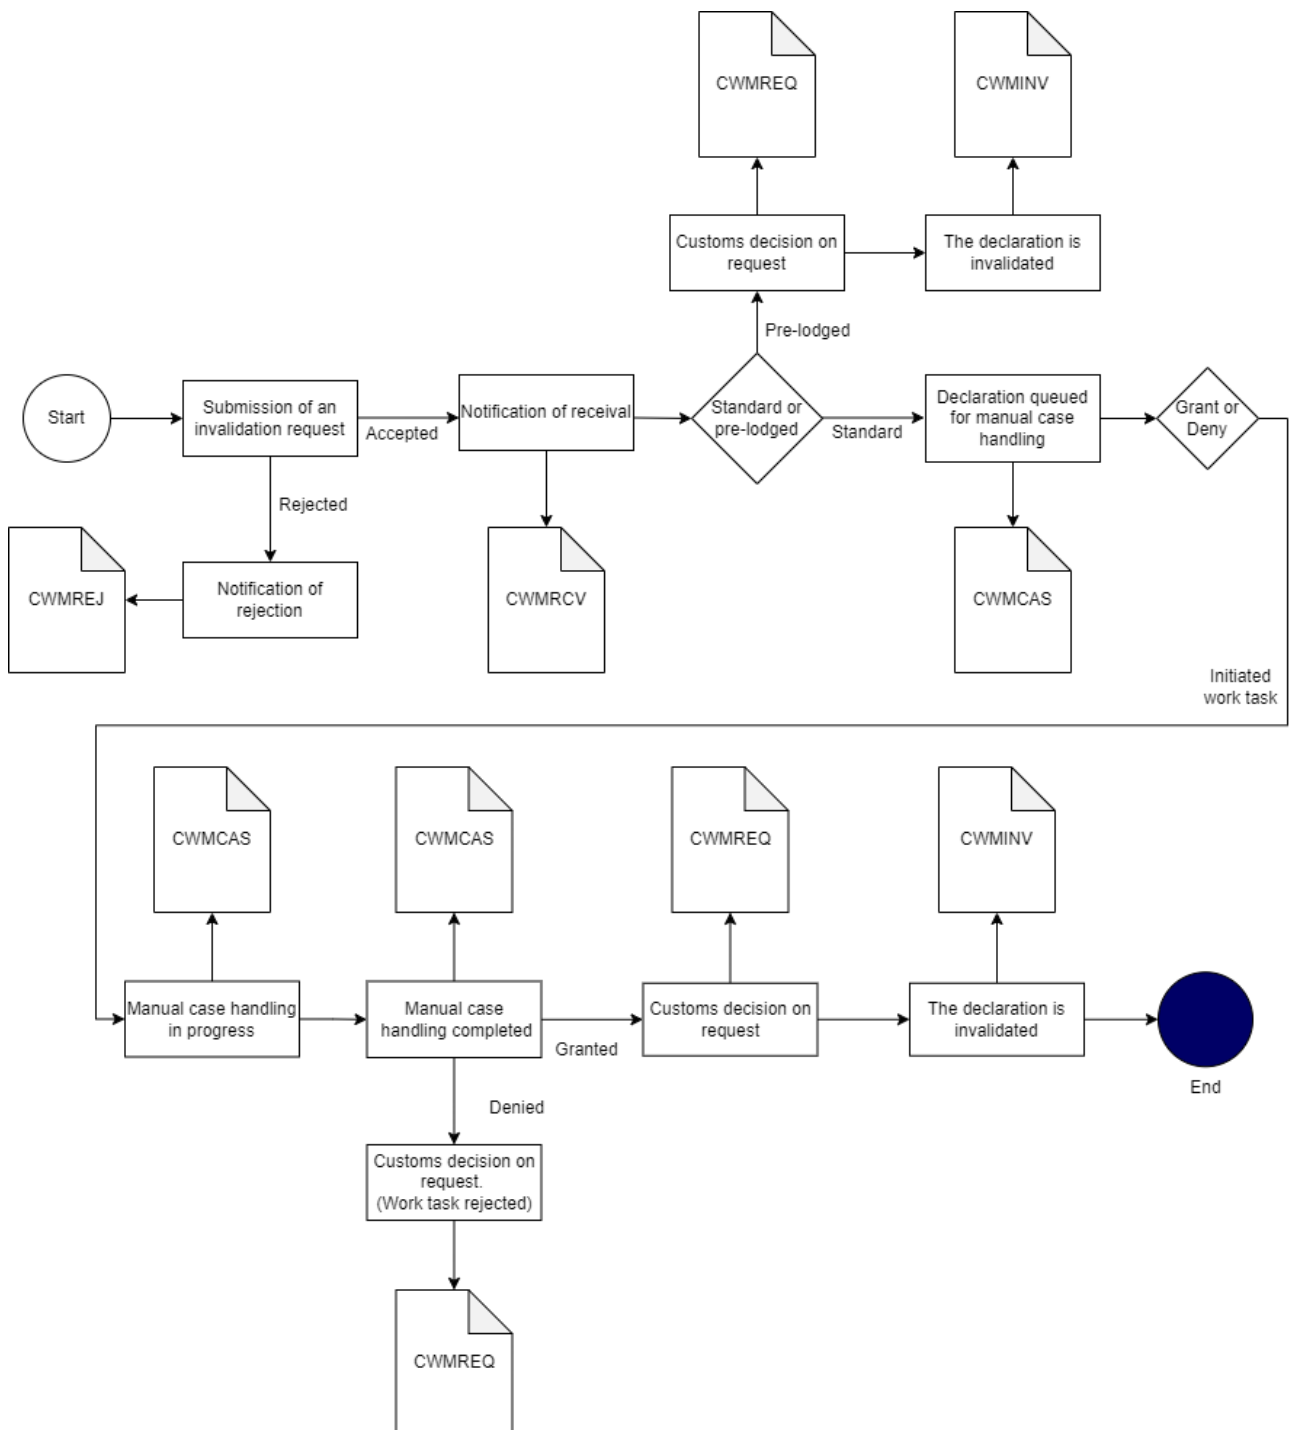 CWMREQ
CWMINV
Customs decision on
request
The declaration is
invalidated
Pre-lodged
Start
Submission of an
invalidation request
Accepted
Notification of receival
Standard or
pre-lodged
Standard
Declaration queued
for manual case
handling
Grant or
Deny
Rejected
CWMREJ
Notification of
rejection
CWMRCV
CWMCAS
Initiated
work task
CWMCAS
CWMCAS
CWMREQ
CWMINV
Manual case handling
in progress
Manual case
handling completed
Granted
Customs decision on
request
The declaration is
invalidated
End
Denied
Customs decision on
request.
(Work task rejected)
CWMREQ